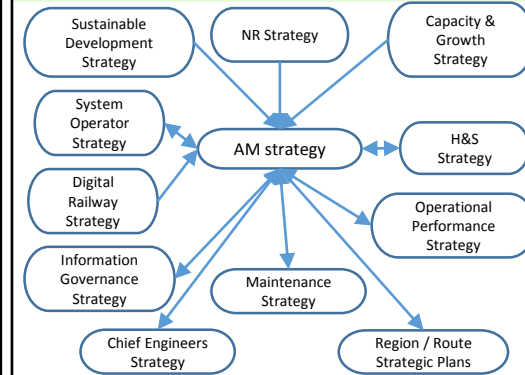 Sustainable
Development
Strategy
NR Strategy
Capacity &
Growth
Strategy
System
Operator
Strategy
AM strategy
H&S
Strategy
Digital
Railway
Strategy
Operational
Performance
Strategy
Information
Governance
Strategy
Maintenance
Strategy
Chief Engineers
Strategy
Region / Route
Strategic Plans